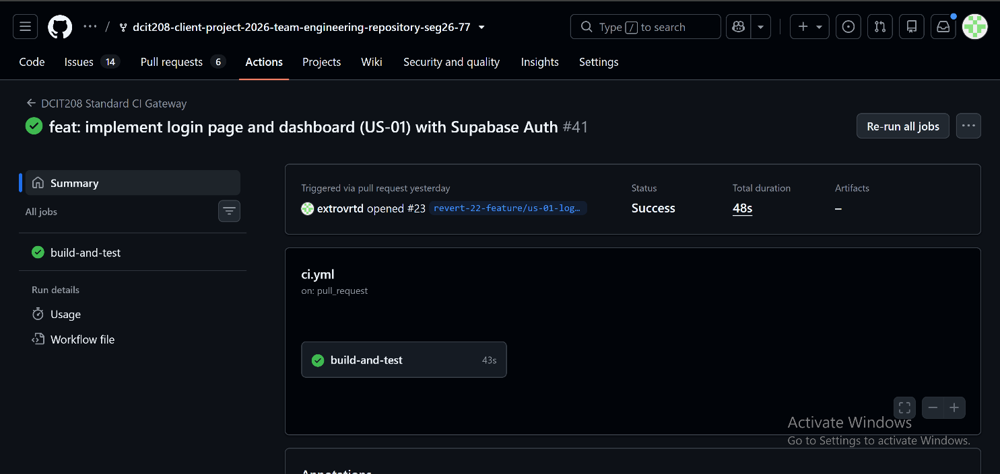 ··· / dcit208-client-project-2026-team-engineering-repository-seg26-77
Type / to search
Code Issues 14 Pull requests 6 Actions Projects Wiki Security and quality Insights Settings
← DCIT208 Standard CI Gateway
feat: implement login page and dashboard (US-01) with Supabase Auth #41
Re-run all jobs
Summary
All jobs
build-and-test
Run details
Usage
Workflow file
Triggered via pull request yesterday
extrovrtd opened #23 revert-22-feature/us-01-log…
Status
Success
Total duration
48s
Artifacts
–
ci.yml
on: pull_request
build-and-test 43s
Activate Windows
Go to Settings to activate Windows.
Annotations